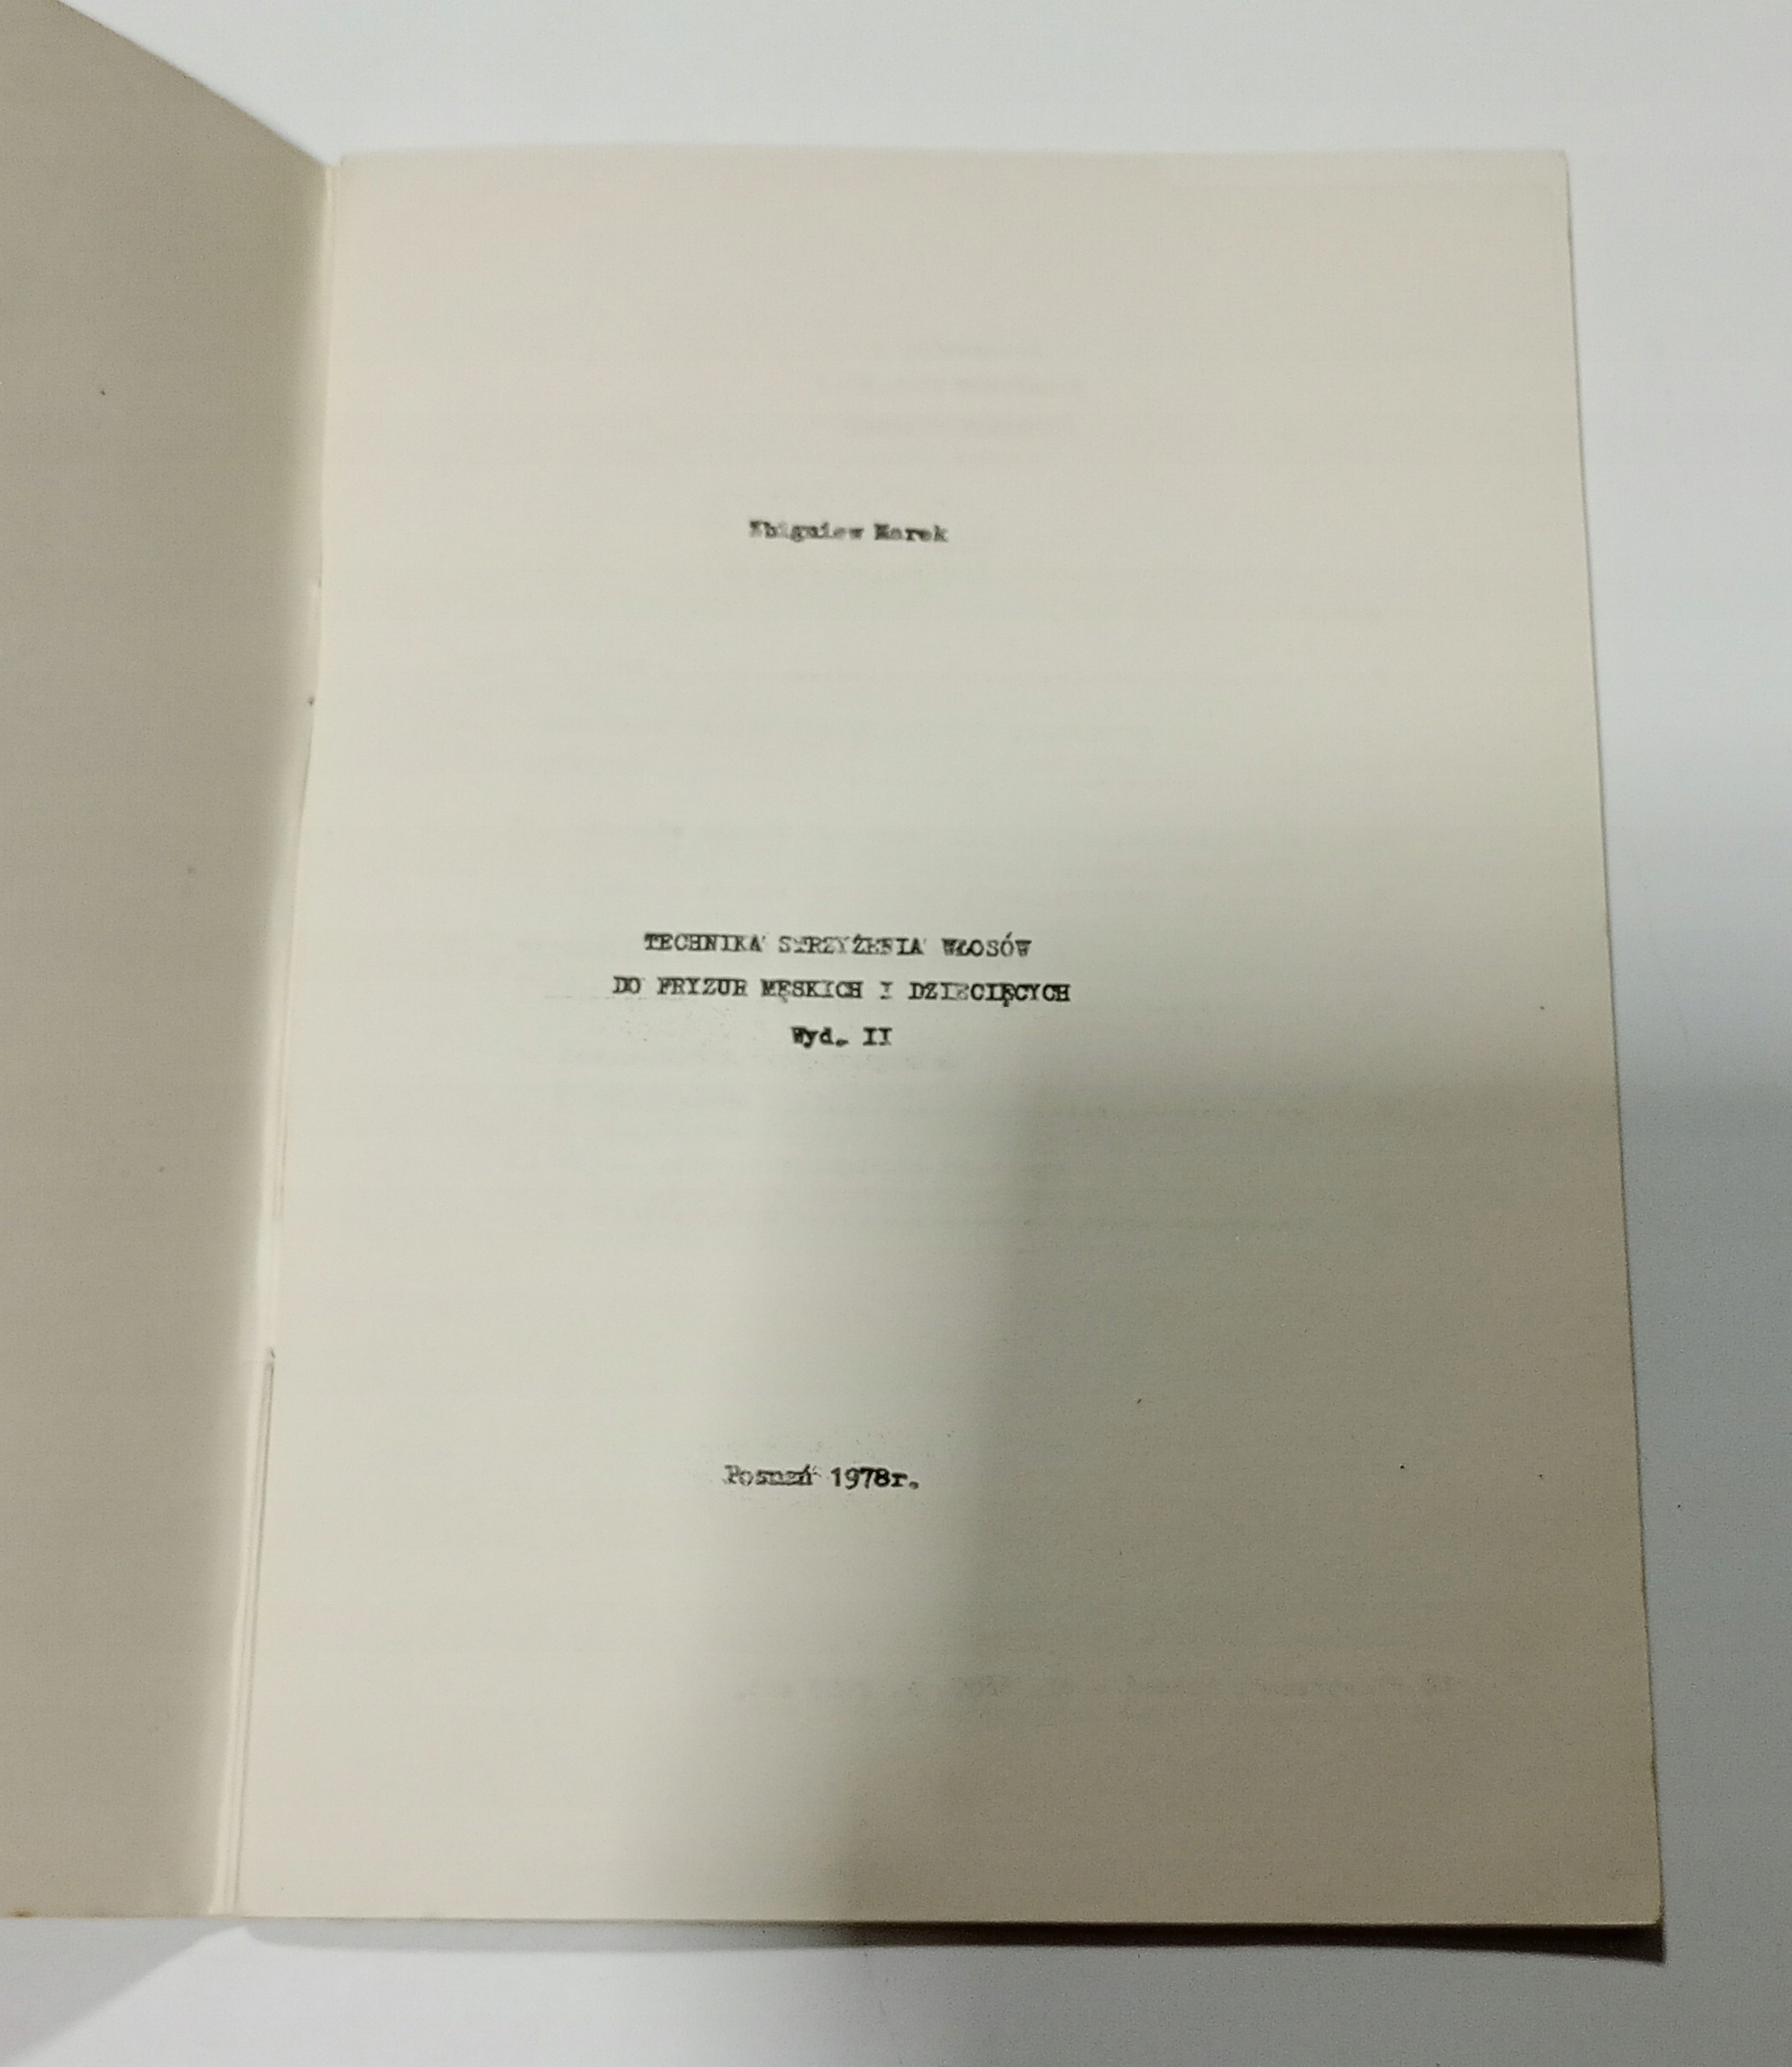 Zbigniew Marek
TECHNIKA STRZYŻENIA WŁOSÓW
DO FRYZUR MĘSKICH I DZIECIĘCYCH
Wyd. II
Poznań 1978r.